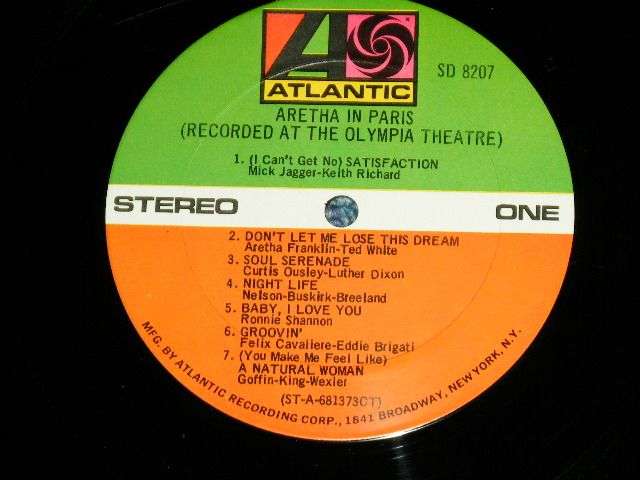 ATLANTIC
SD 8207
ARETHA IN PARIS
(RECORDED AT THE OLYMPIA THEATRE)
1. (I Can't Get No) SATISFACTION
Mick Jagger-Keith Richard
STEREO
ONE
2. DON'T LET ME LOSE THIS DREAM
Aretha Franklin-Ted White
3. SOUL SERENADE
Curtis Ousley-Luther Dixon
4. NIGHT LIFE
Nelson-Buskirk-Breeland
5. BABY, I LOVE YOU
Ronnie Shannon
6. GROOVIN'
Felix Cavaliere-Eddie Brigati
7. (You Make Me Feel Like)
A NATURAL WOMAN
Goffin-King-Wexler
(ST-A-681373CT)
MFG. BY ATLANTIC RECORDING CORP., 1841 BROADWAY, NEW YORK, N.Y.